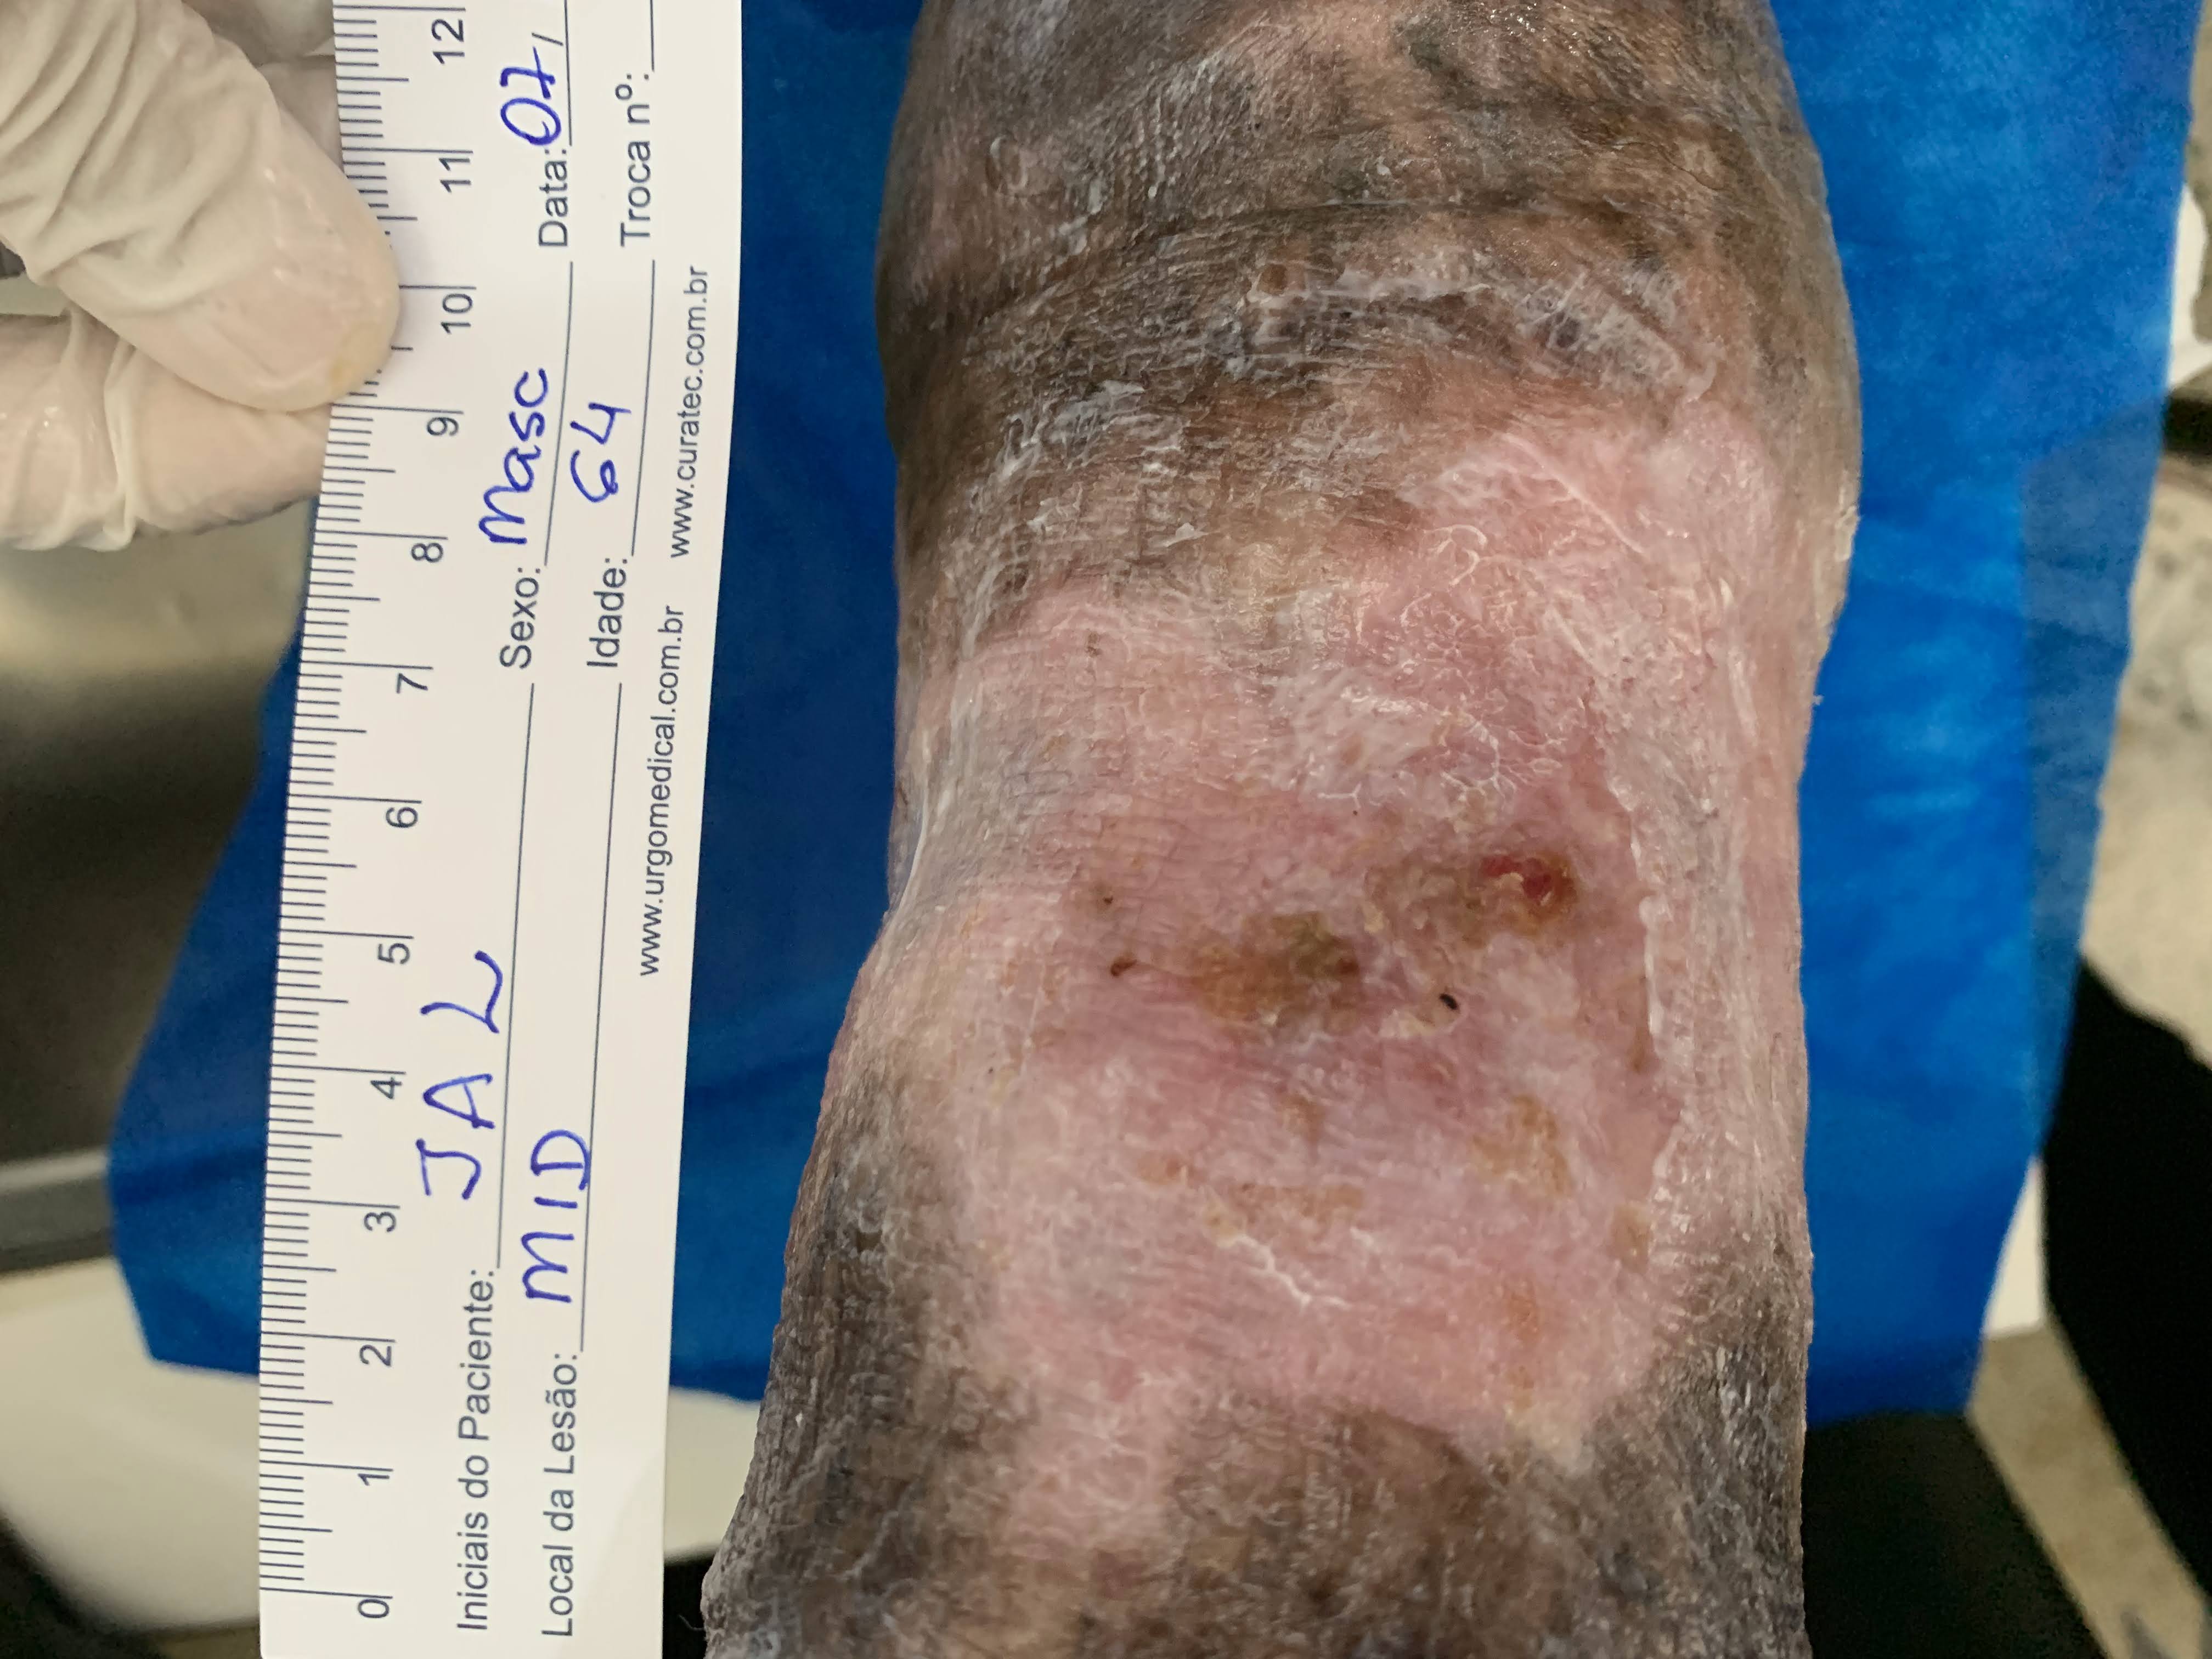 0 1 2 3 4 5 6 7 8 9 10 11 12
Iniciais do Paciente: JAL Sexo: Masc Data: 07/
Local da Lesão: MID Idade: 64 Troca nº:
www.urgomedical.com.br www.curatec.com.br